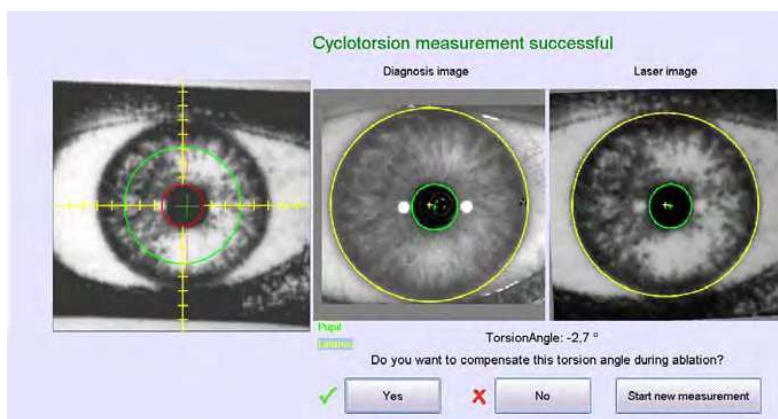 Cyclotorsion measurement successful
Diagnosis image
Laser image
Pupil
Limbus
TorsionAngle: -2,7 °
Do you want to compensate this torsion angle during ablation?
Yes
No
Start new measurement